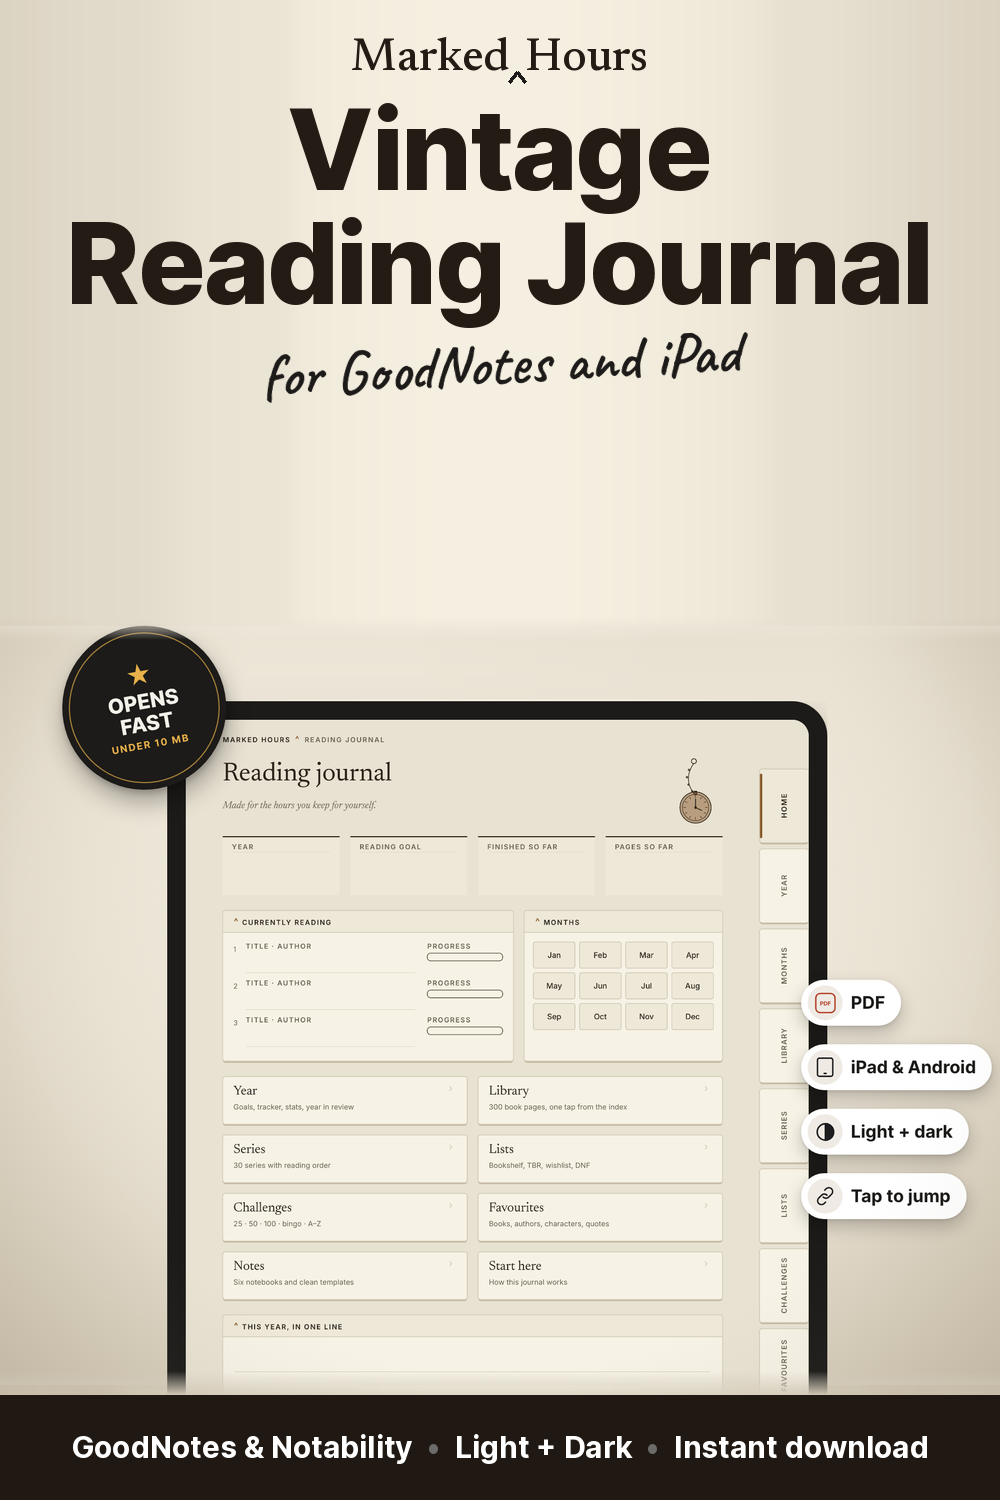 Marked ^ Hours
Vintage
Reading Journal
for GoodNotes and iPad
★
OPENS
FAST
UNDER 10 MB
MARKED HOURS ^ READING JOURNAL
Reading journal
Made for the hours you keep for yourself.
YEAR
READING GOAL
FINISHED SO FAR
PAGES SO FAR
^ CURRENTLY READING
1 TITLE · AUTHOR PROGRESS
2 TITLE · AUTHOR PROGRESS
3 TITLE · AUTHOR PROGRESS
^ MONTHS
Jan Feb Mar Apr
May Jun Jul Aug
Sep Oct Nov Dec
Year
Goals, tracker, stats, year in review
Library
300 book pages, one tap from the index
Series
30 series with reading order
Lists
Bookshelf, TBR, wishlist, DNF
Challenges
25 · 50 · 100 · bingo · A–Z
Favourites
Books, authors, characters, quotes
Notes
Six notebooks and clean templates
Start here
How this journal works
^ THIS YEAR, IN ONE LINE
HOME
YEAR
MONTHS
LIBRARY
SERIES
LISTS
CHALLENGES
FAVOURITES
PDF PDF
iPad & Android
Light + dark
Tap to jump
GoodNotes & Notability • Light + Dark • Instant download